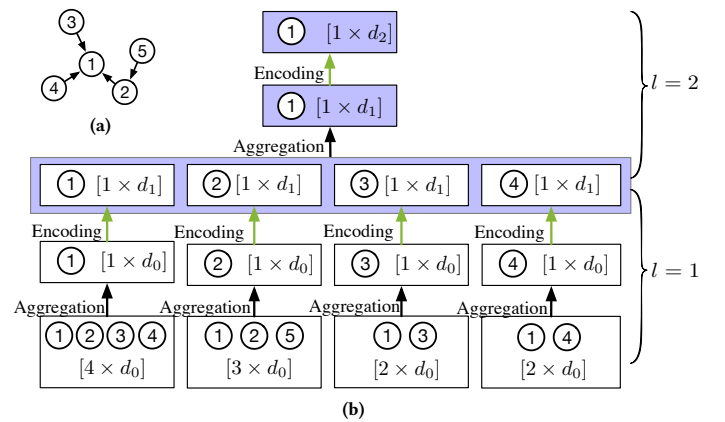 3
5
1
4
2
(a)
1 [1 × d₂]
Encoding
1 [1 × d₁]
l = 2
Aggregation
1 [1 × d₁] 2 [1 × d₁] 3 [1 × d₁] 4 [1 × d₁]
Encoding Encoding Encoding Encoding
1 [1 × d₀] 2 [1 × d₀] 3 [1 × d₀] 4 [1 × d₀]
l = 1
Aggregation Aggregation Aggregation Aggregation
1 2 3 4 1 2 5 1 3 1 4
[4 × d₀] [3 × d₀] [2 × d₀] [2 × d₀]
(b)